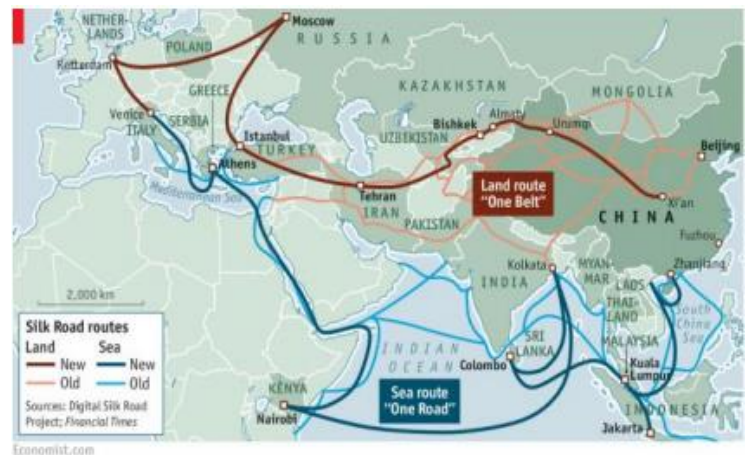 NETHER-
LANDS
Moscow
RUSSIA
POLAND
Rotterdam
GREECE
KAZAKHSTAN
MONGOLIA
Venice
ITALY
SERBIA
Bishkek
Almaty
Urumqi
Istanbul
UZBEKISTAN
Beijing
TURKEY
Athens
Mediterranean Sea
Tehran
IRAN
Land route
"One Belt"
Xi'an
CHINA
PAKISTAN
Fuzhou
Kolkata
MYAN-
MAR
Zhanjiang
INDIA
LAOS
2,000 km
THAI-
LAND
South
China
Sea
Silk Road routes
Land
Sea
New
New
Old
Old
Sources: Digital Silk Road
Project; Financial Times
INDIAN
OCEAN
SRI
LANKA
MALAYSIA
Colombo
Kuala
Lumpur
KENYA
Nairobi
Sea route
"One Road"
INDONESIA
Jakarta
Economist.com